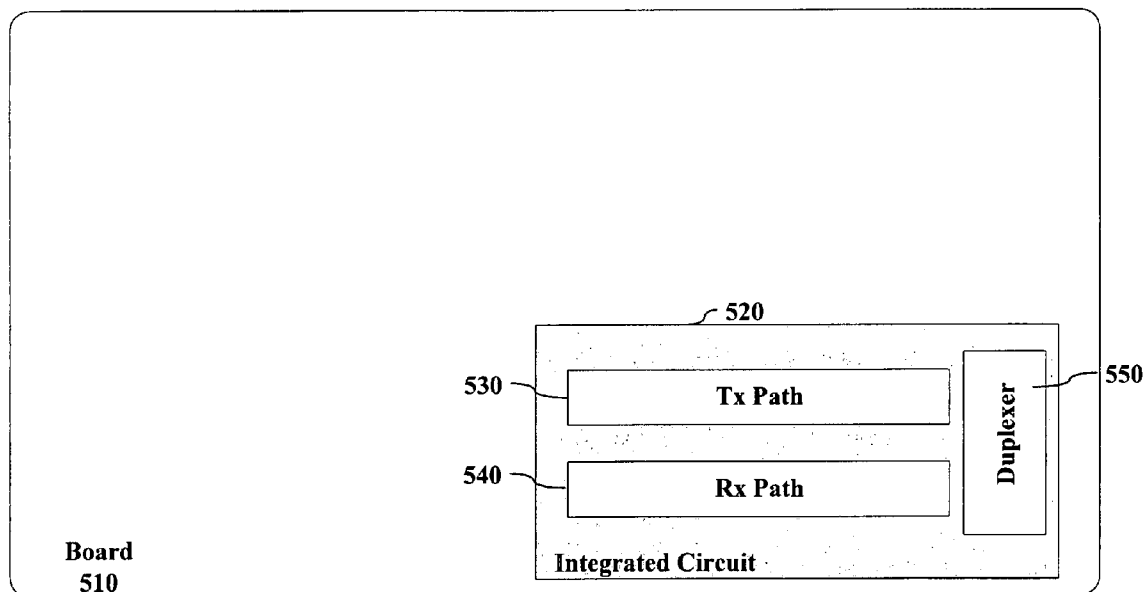 520
530
Tx Path
550
Duplexer
540
Rx Path
Integrated Circuit
Board
510